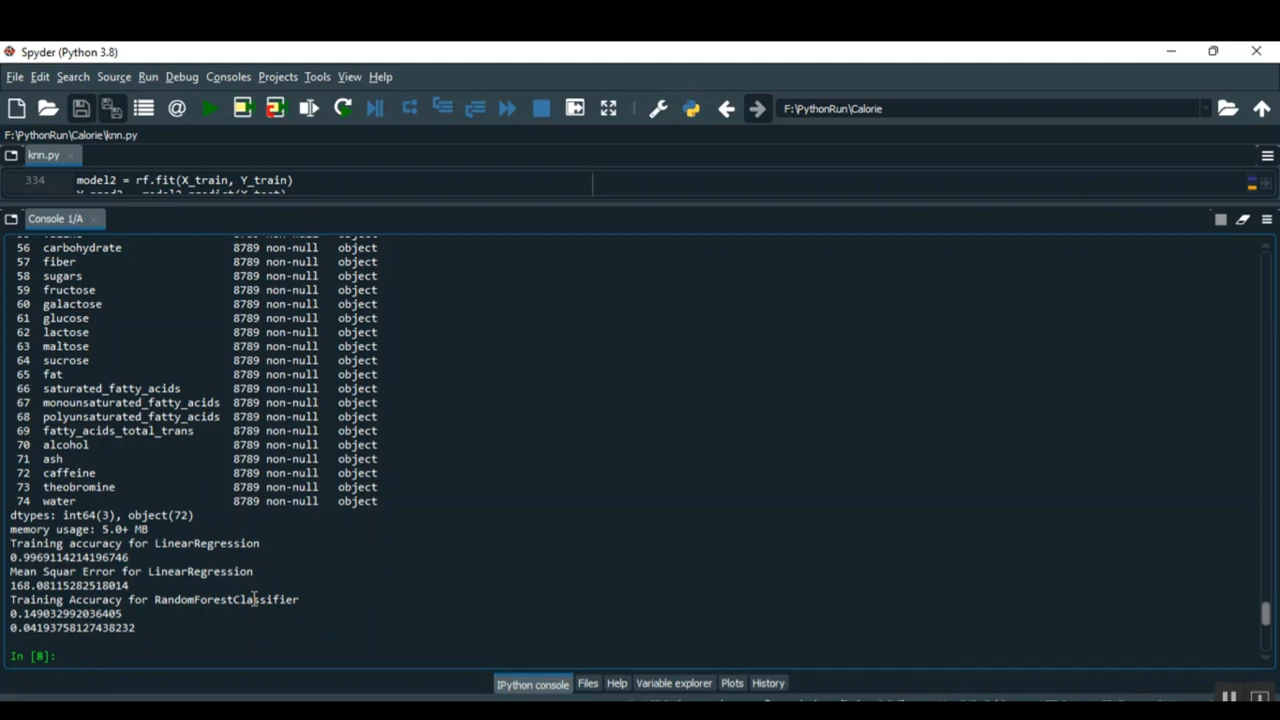 Spyder (Python 3.8)
File Edit Search Source Run Debug Consoles Projects Tools View Help
F:\PythonRun\Calorie
F:\PythonRun\Calorie\knn.py
knn.py
334 model2 = rf.fit(X_train, Y_train)
Console 1/A
56 carbohydrate 8789 non-null object
57 fiber 8789 non-null object
58 sugars 8789 non-null object
59 fructose 8789 non-null object
60 galactose 8789 non-null object
61 glucose 8789 non-null object
62 lactose 8789 non-null object
63 maltose 8789 non-null object
64 sucrose 8789 non-null object
65 fat 8789 non-null object
66 saturated_fatty_acids 8789 non-null object
67 monounsaturated_fatty_acids 8789 non-null object
68 polyunsaturated_fatty_acids 8789 non-null object
69 fatty_acids_total_trans 8789 non-null object
70 alcohol 8789 non-null object
71 ash 8789 non-null object
72 caffeine 8789 non-null object
73 theobromine 8789 non-null object
74 water 8789 non-null object
dtypes: int64(3), object(72)
memory usage: 5.0+ MB
Training accuracy for LinearRegression
0.9969114214196746
Mean Squar Error for LinearRegression
168.08115282518014
Training Accuracy for RandomForestClassifier
0.149032992036405
0.04193758127438232
In [8]:
IPython console Files Help Variable explorer Plots History